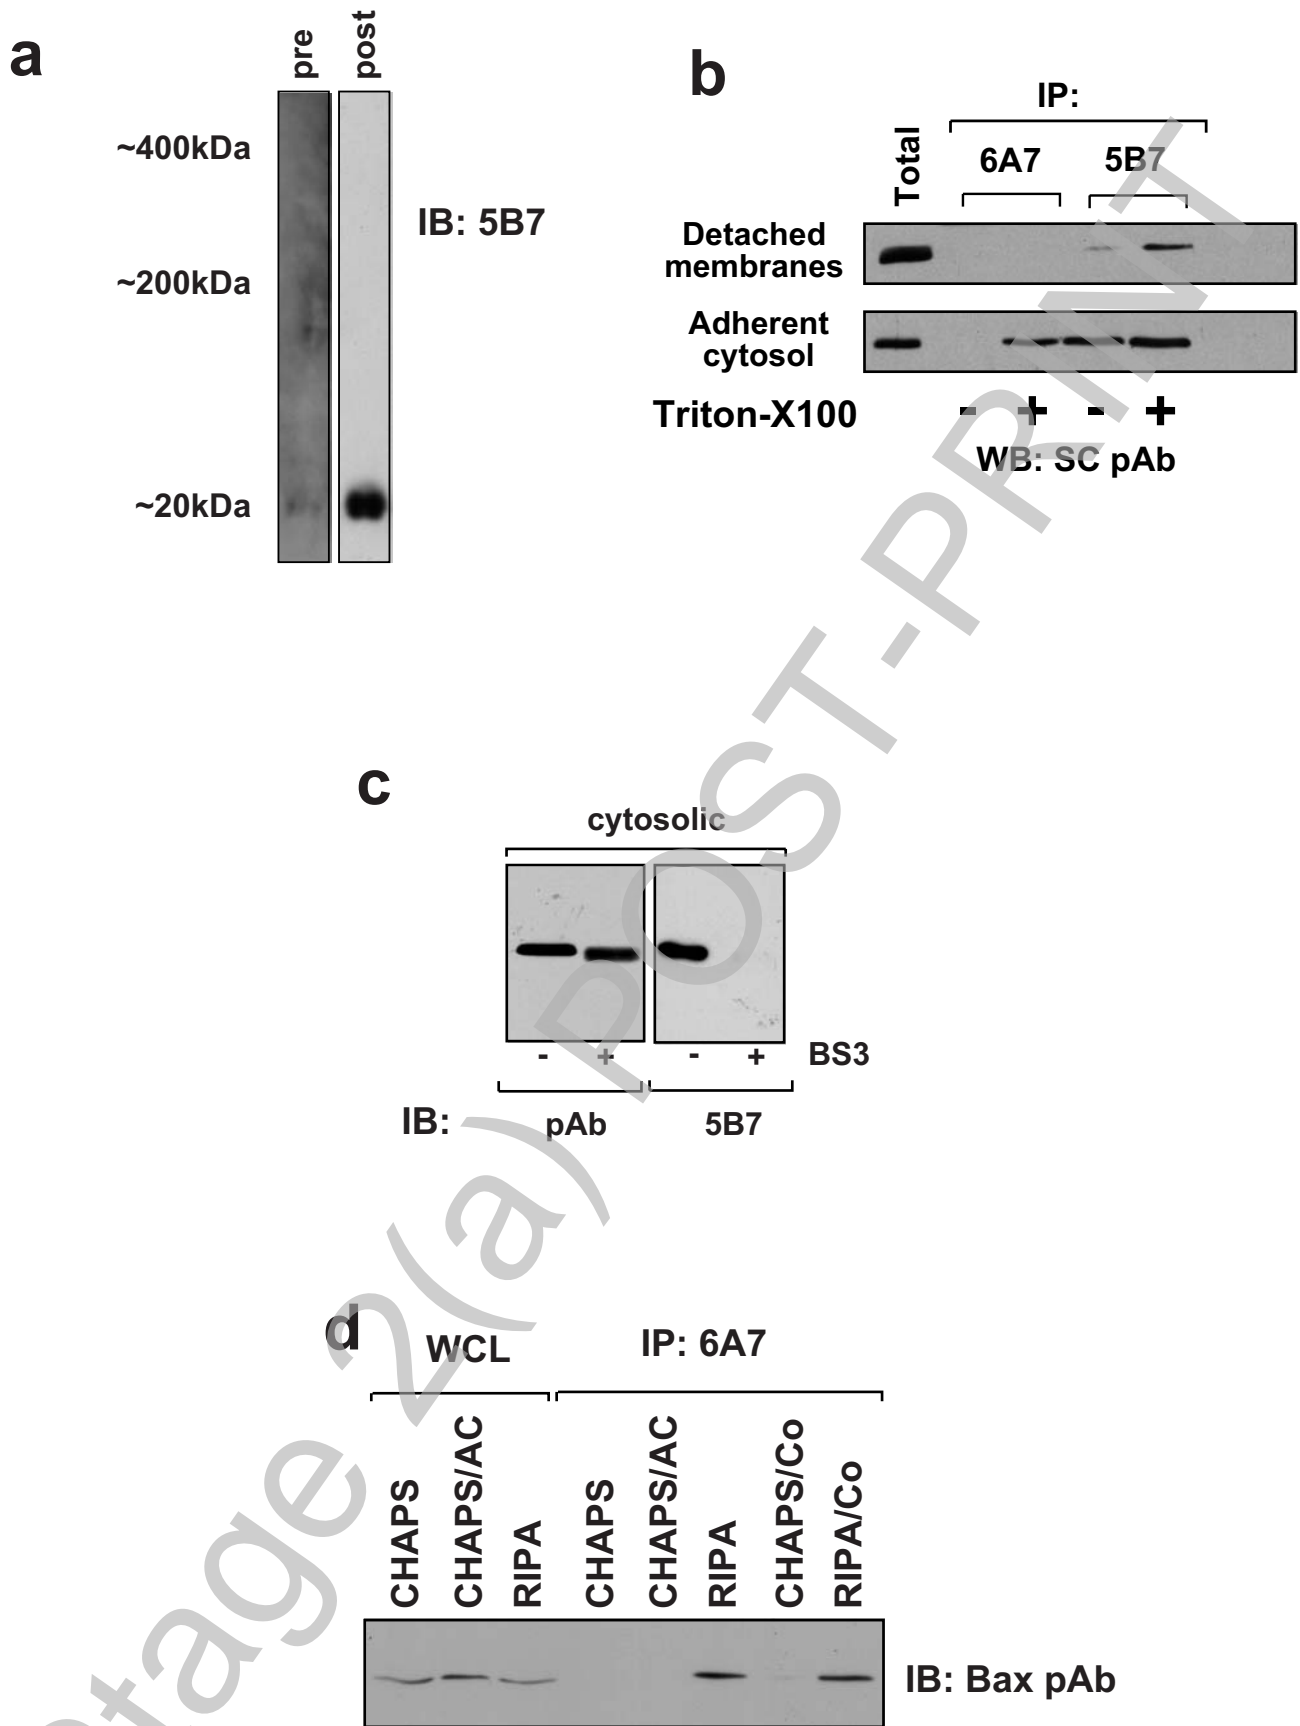 a
pre
post
~400kDa
~200kDa
~20kDa
IB: 5B7
b
IP:
Total
6A7
5B7
Detached
membranes
Adherent
cytosol
Triton-X100
- + - +
WB: SC pAb
c
cytosolic
- + - + BS3
IB: pAb 5B7
d
WCL
IP: 6A7
CHAPS
CHAPS/AC
RIPA
CHAPS
CHAPS/AC
RIPA
CHAPS/Co
RIPA/Co
IB: Bax pAb
Stage 2(a) POST-PRINT